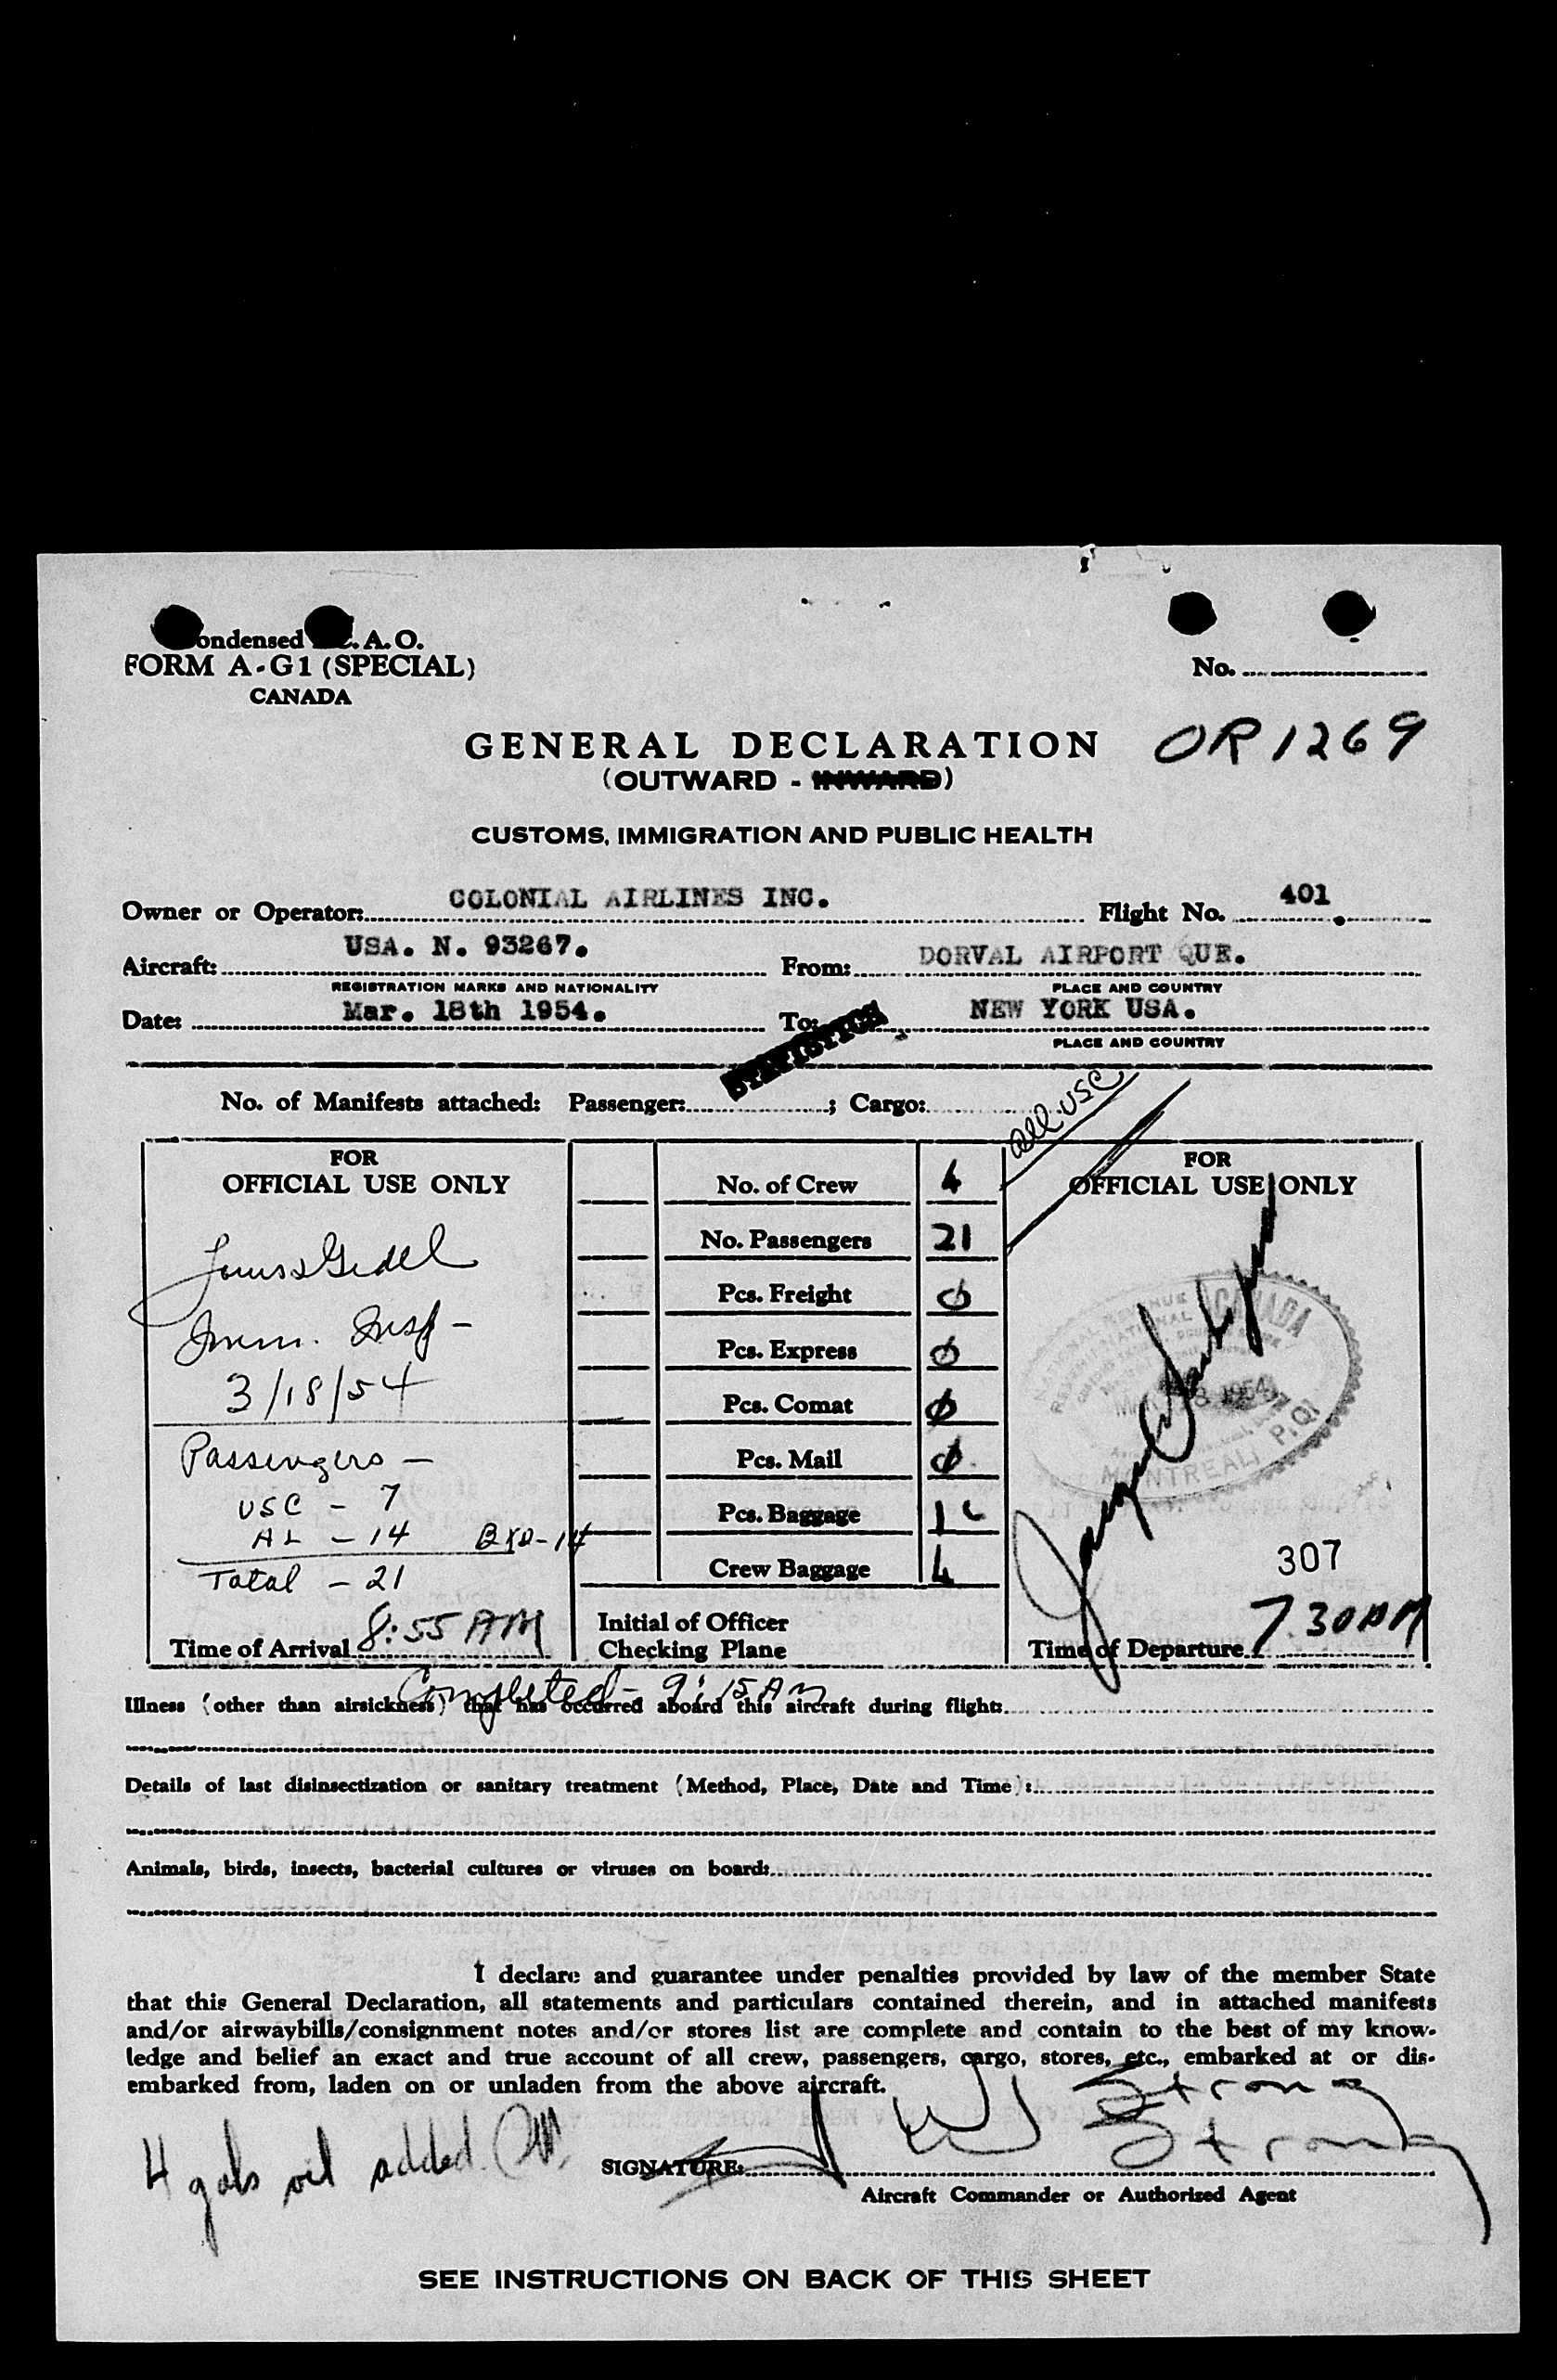 ondensed .A.O.
FORM A-G1 (SPECIAL)
CANADA
No.
OR 1269
GENERAL DECLARATION
(OUTWARD - INWARD)
CUSTOMS, IMMIGRATION AND PUBLIC HEALTH
Owner or Operator: COLONIAL AIRLINES INC. Flight No. 401.
Aircraft: USA. N. 93267. From: DORVAL AIRPORT QUE.
REGISTRATION MARKS AND NATIONALITY PLACE AND COUNTRY
Date: Mar. 18th 1954. To: NEW YORK USA.
PLACE AND COUNTRY
STATISTICS
No. of Manifests attached: Passenger: ; Cargo:
all USC
FOR
OFFICIAL USE ONLY
Imm. Insp -
3/18/54
Passengers -
USC - 7
AL - 14
Total - 21
Time of Arrival 8:55 AM
Completed - 9:15 AM
No. of Crew 4
No. Passengers 21
Pcs. Freight ϕ
Pcs. Express ϕ
Pcs. Comat ϕ
Pcs. Mail ϕ
Pcs. Baggage
Crew Baggage 4
Initial of Officer
Checking Plane
FOR
OFFICIAL USE ONLY
CANADA
1954
MONTREAL P.Q.
307
Time of Departure 7 30 AM
Illness (other than airsickness) that has occurred aboard this aircraft during flight:
Details of last disinsectization or sanitary treatment (Method, Place, Date and Time):
Animals, birds, insects, bacterial cultures or viruses on board:
I declare and guarantee under penalties provided by law of the member State
that this General Declaration, all statements and particulars contained therein, and in attached manifests
and/or airwaybills/consignment notes and/or stores list are complete and contain to the best of my know-
ledge and belief an exact and true account of all crew, passengers, cargo, stores, etc., embarked at or dis-
embarked from, laden on or unladen from the above aircraft.
4 gals oil added
SIGNATURE: W Strong
Strong
Aircraft Commander or Authorized Agent
SEE INSTRUCTIONS ON BACK OF THIS SHEET